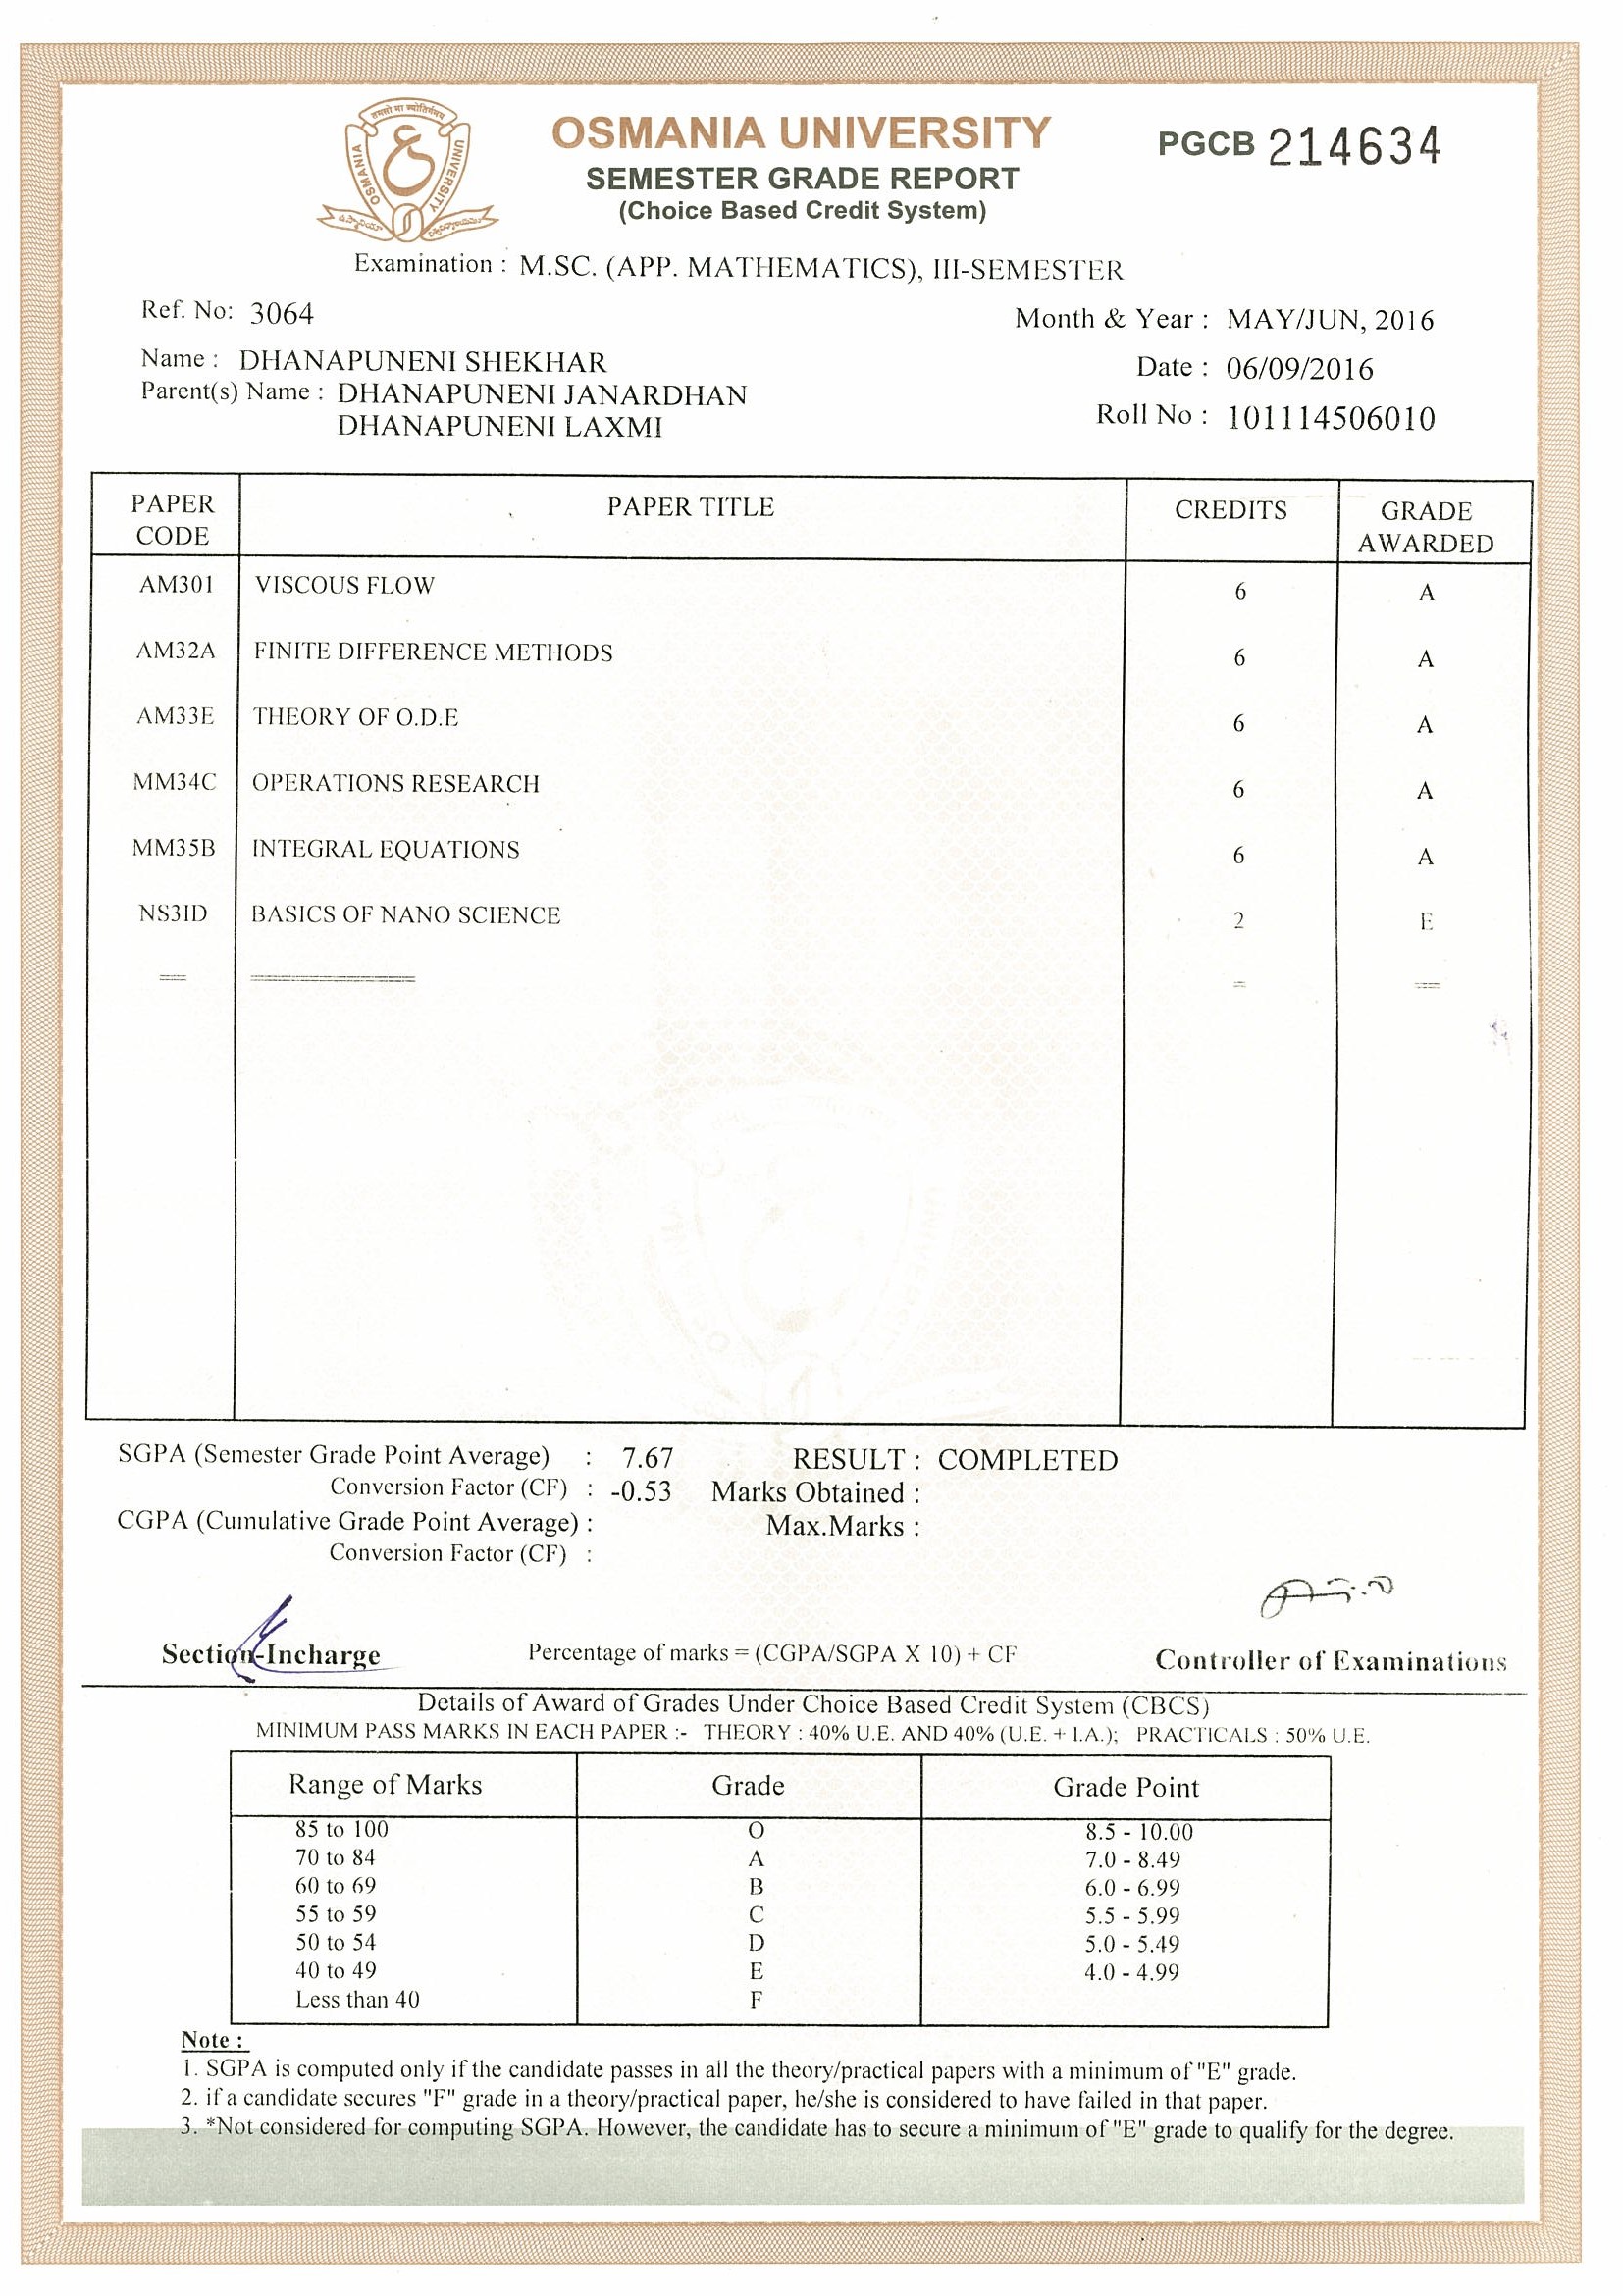 तमसो मा ज्योतिर्गमय
OSMANIA UNIVERSITY
OSMANIA UNIVERSITY
PGCB 214634
SEMESTER GRADE REPORT
(Choice Based Credit System)
Examination : M.SC. (APP. MATHEMATICS), III-SEMESTER
Ref. No: 3064
Month & Year : MAY/JUN, 2016
Name : DHANAPUNENI SHEKHAR
Date : 06/09/2016
Parent(s) Name : DHANAPUNENI JANARDHAN
DHANAPUNENI LAXMI
Roll No : 101114506010
PAPER CODE PAPER TITLE CREDITS GRADE AWARDED
AM301 VISCOUS FLOW 6 A
AM32A FINITE DIFFERENCE METHODS 6 A
AM33E THEORY OF O.D.E 6 A
MM34C OPERATIONS RESEARCH 6 A
MM35B INTEGRAL EQUATIONS 6 A
NS3ID BASICS OF NANO SCIENCE 2 E
SGPA (Semester Grade Point Average) : 7.67 RESULT : COMPLETED
Conversion Factor (CF) : -0.53 Marks Obtained :
CGPA (Cumulative Grade Point Average) : Max.Marks :
Conversion Factor (CF) :
Section-Incharge Percentage of marks = (CGPA/SGPA X 10) + CF Controller of Examinations
Details of Award of Grades Under Choice Based Credit System (CBCS)
MINIMUM PASS MARKS IN EACH PAPER :- THEORY : 40% U.E. AND 40% (U.E. + I.A.); PRACTICALS : 50% U.E.
Range of Marks Grade Grade Point
85 to 100 O 8.5 - 10.00
70 to 84 A 7.0 - 8.49
60 to 69 B 6.0 - 6.99
55 to 59 C 5.5 - 5.99
50 to 54 D 5.0 - 5.49
40 to 49 E 4.0 - 4.99
Less than 40 F
Note :
1. SGPA is computed only if the candidate passes in all the theory/practical papers with a minimum of "E" grade.
2. if a candidate secures "F" grade in a theory/practical paper, he/she is considered to have failed in that paper.
3. *Not considered for computing SGPA. However, the candidate has to secure a minimum of "E" grade to qualify for the degree.